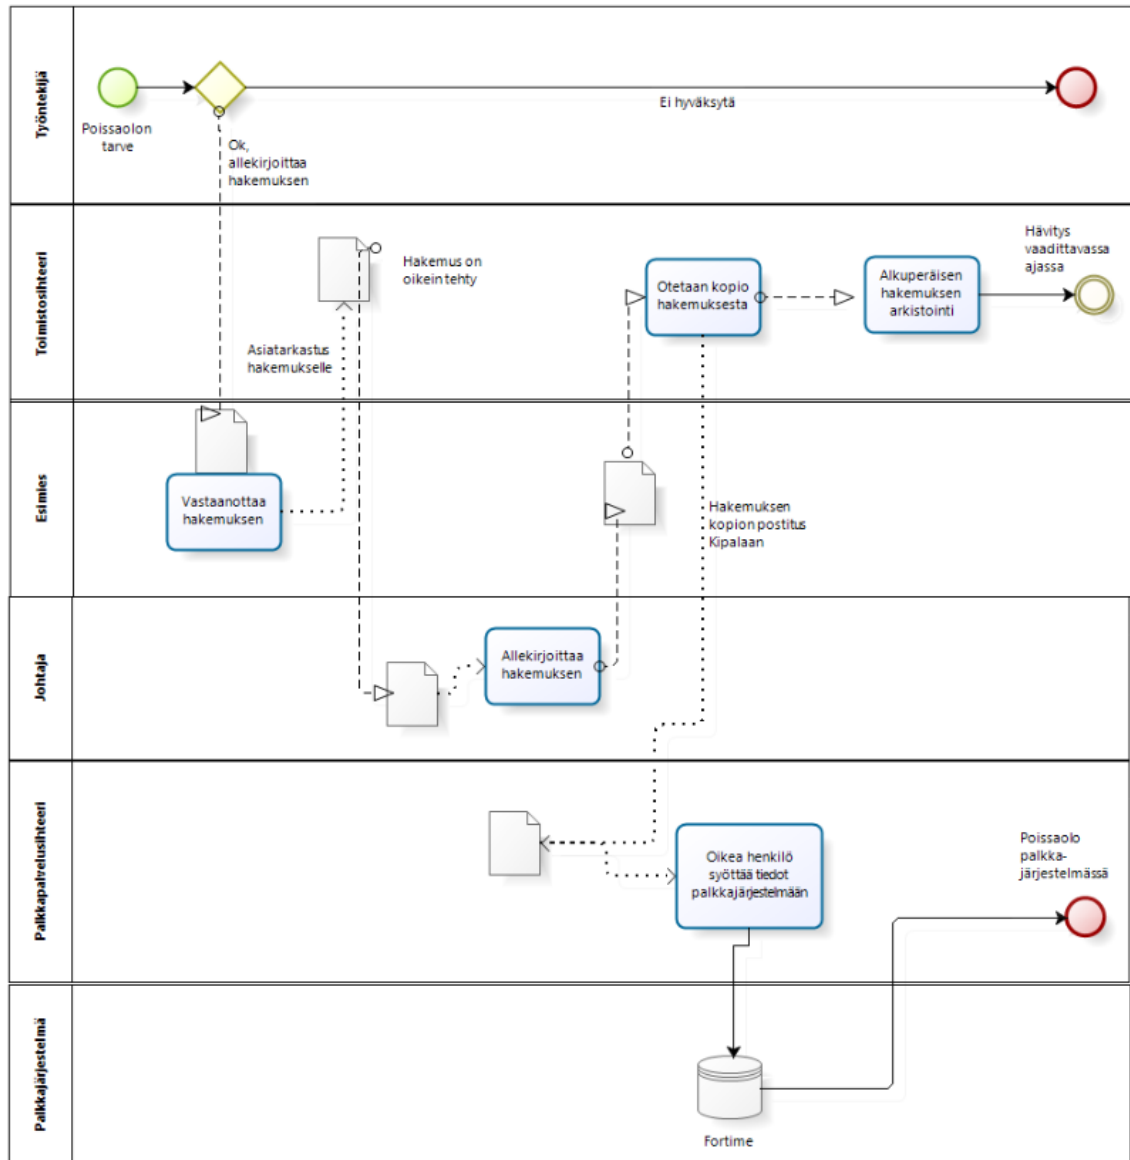 Työntekijä
Poissaolon
tarve
Ei hyväksytä
Ok,
allekirjoittaa
hakemuksen
Toimistosihteeri
Hakemus on
oikein tehty
Asiatarkastus
hakemukselle
Otetaan kopio
hakemuksesta
Alkuperäisen
hakemuksen
arkistointi
Hävitys
vaadittavassa
ajassa
Esimies
Vastaanottaa
hakemuksen
Hakemuksen
kopion postitus
Kipalaan
Johtaja
Allekirjoittaa
hakemuksen
Palkkapalvelusihteeri
Oikea henkilö
syöttää tiedot
palkkajärjestelmään
Poissaolo
palkka-
järjestelmässä
Palkkajärjestelmä
Fortime